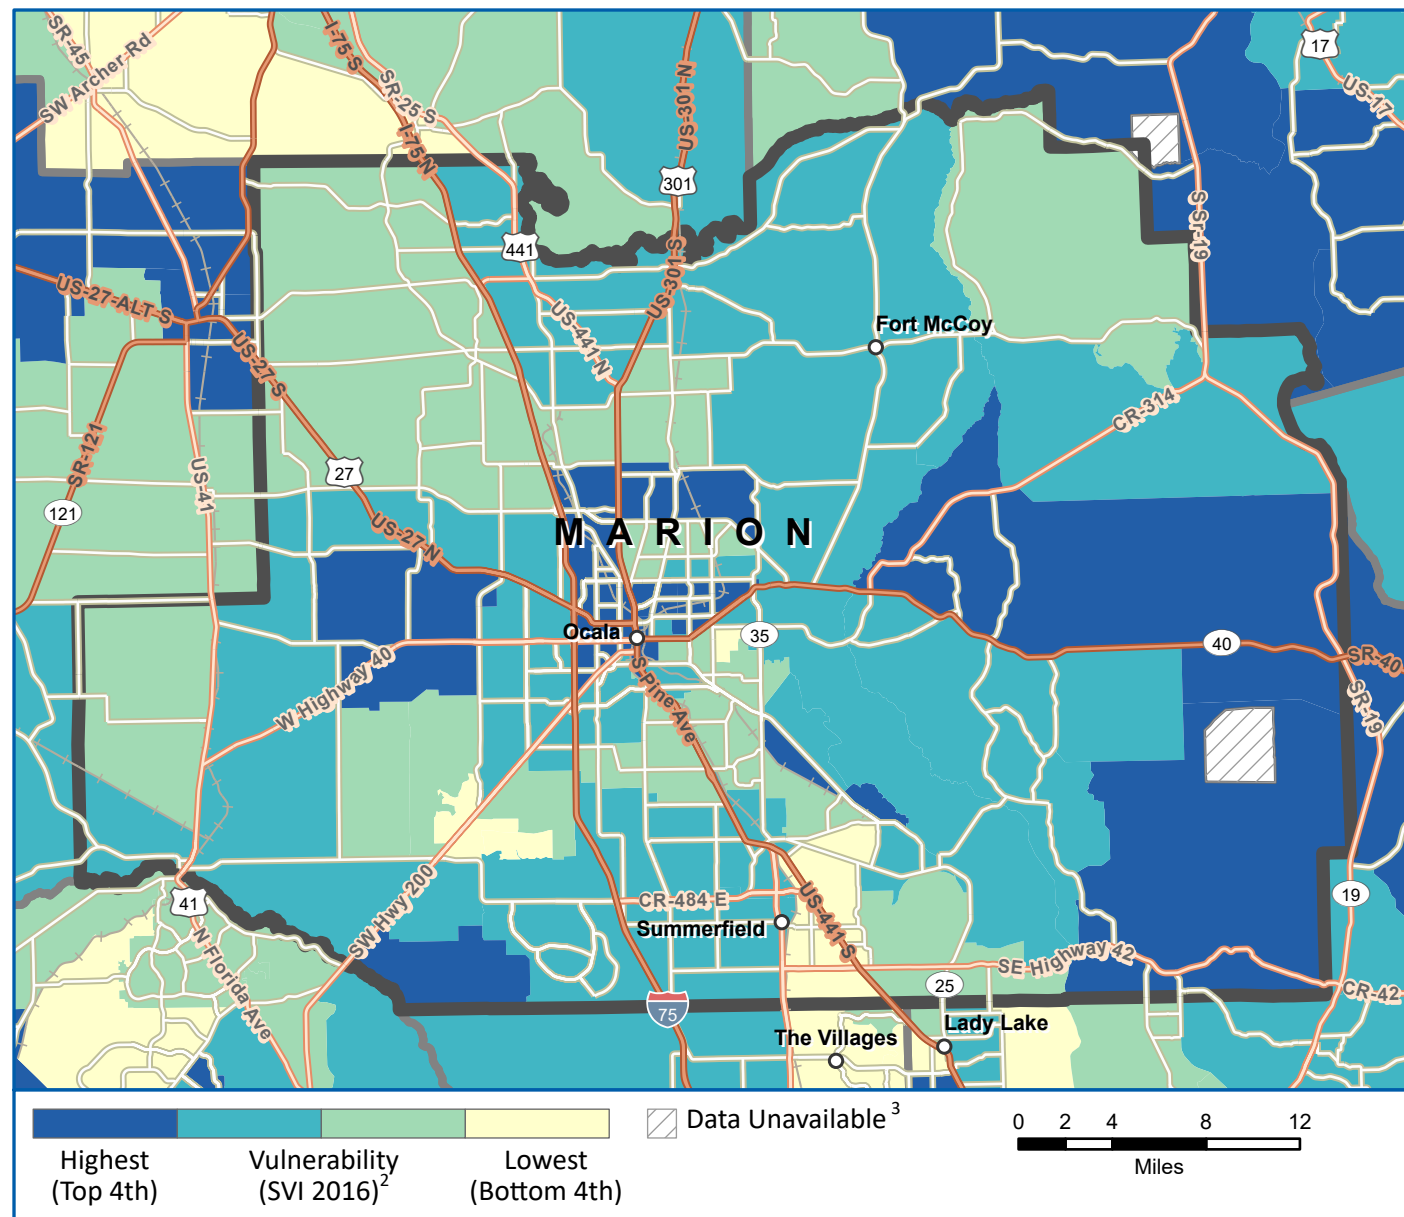 SR-45
SW Archer Rd
I-75-S
SR-25-S
I-75-N
US-301-N
301
17
US-17
441
S-Sr-19
US-27-ALT-S
US-301-S
US-441-N
Fort McCoy
US-27-S
CR-314
SR-121
US-41
27
121
US-27-N
MARION
Ocala
35
40
SR-40
W Highway 40
S-Pine-Ave
SR-19
SW Hwy 200
CR-484 E
US-441-S
19
41
Summerfield
N Florida Ave
SE Highway 42
25
CR-42
75
The Villages
Lady Lake
Data Unavailable 3
0 2 4 8 12
Miles
Highest
(Top 4th)
Vulnerability
(SVI 2016)2
Lowest
(Bottom 4th)